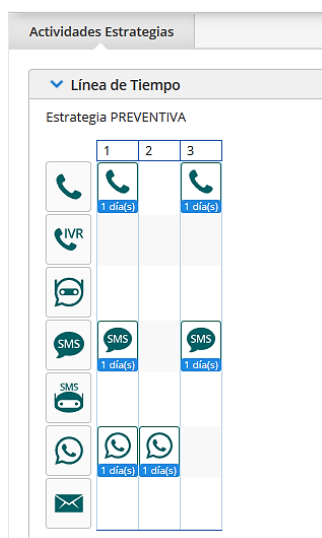 Actividades Estrategias
Línea de Tiempo
Estrategia PREVENTIVA
1 2 3
1 día(s) 1 día(s)
IVR
SMS SMS SMS
1 día(s) 1 día(s)
SMS
1 día(s) 1 día(s)